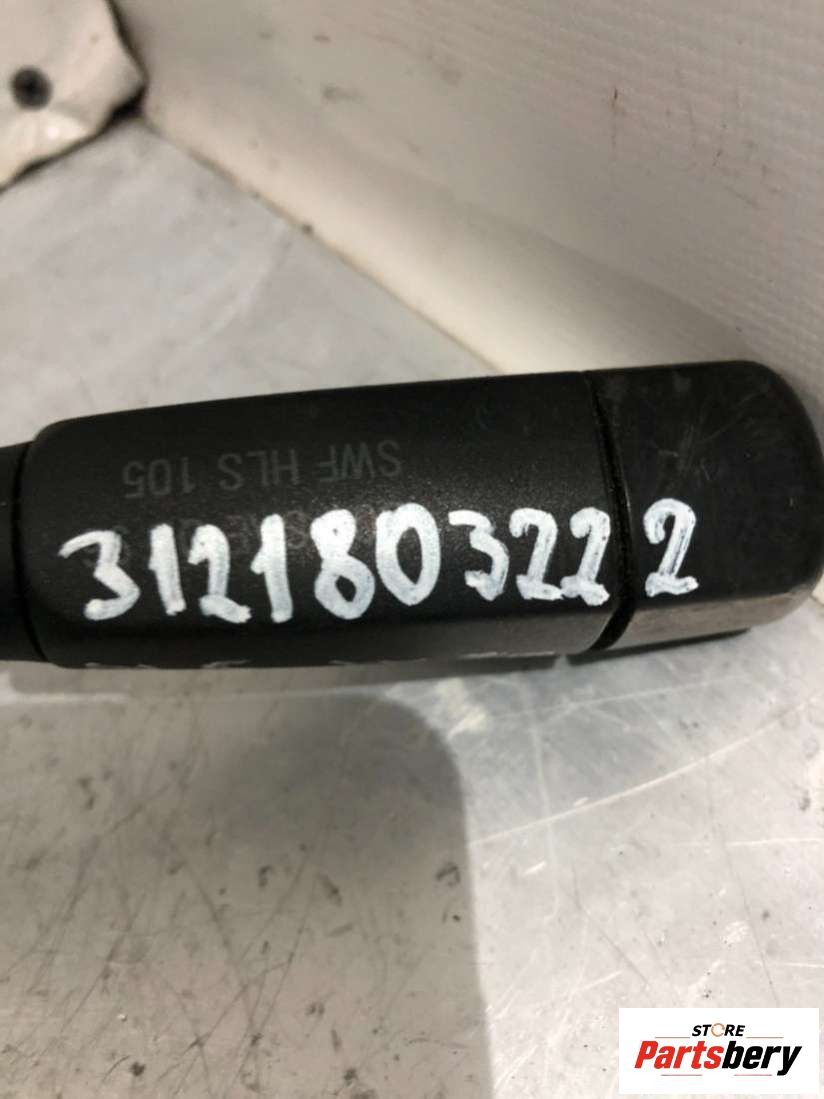 SWF HLS 105
3121803222
STORE
Partsbery